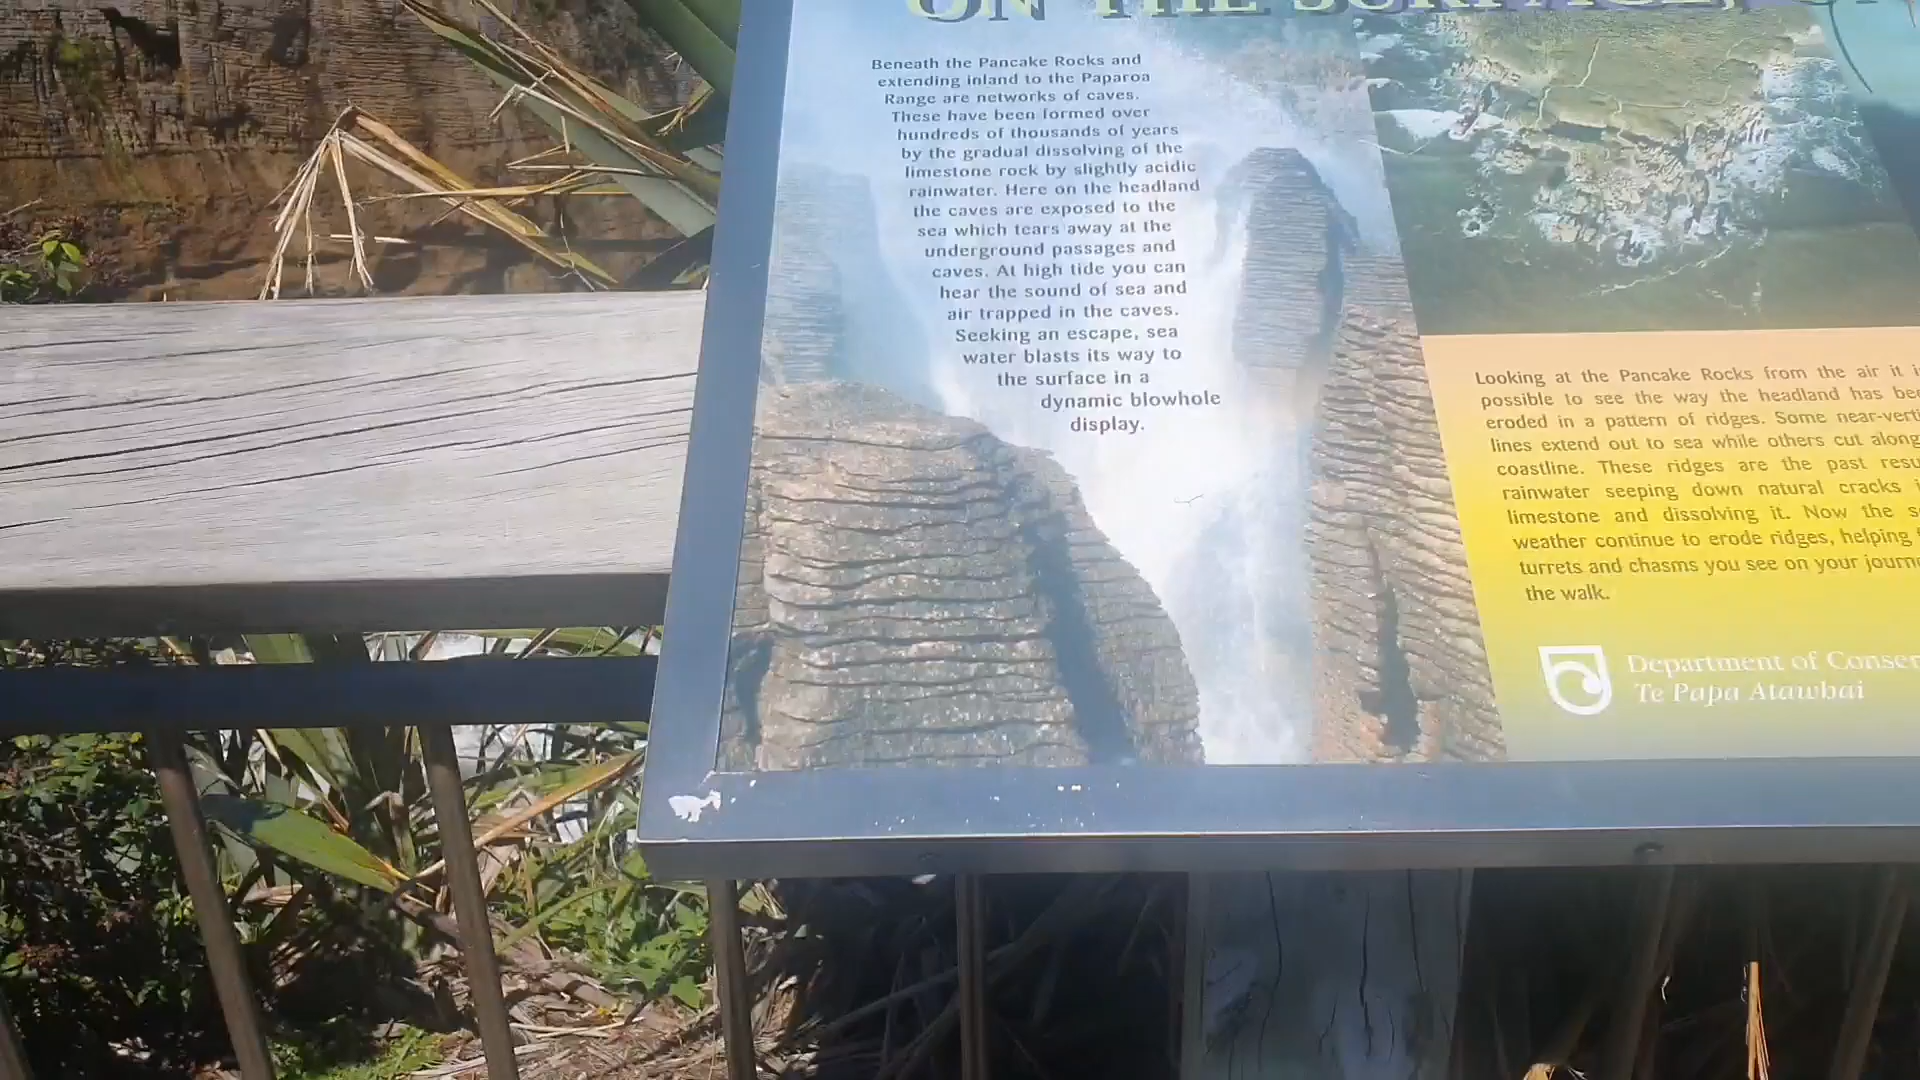 ON THE SURFACE,
Beneath the Pancake Rocks and
extending inland to the Paparoa
Range are networks of caves.
These have been formed over
hundreds of thousands of years
by the gradual dissolving of the
limestone rock by slightly acidic
rainwater. Here on the headland
the caves are exposed to the
sea which tears away at the
underground passages and
caves. At high tide you can
hear the sound of sea and
air trapped in the caves.
Seeking an escape, sea
water blasts its way to
the surface in a
dynamic blowhole
display.
Looking at the Pancake Rocks from the air it
possible to see the way the headland has
eroded in a pattern of ridges. Some
lines extend out to sea while others cut along
coastline. These ridges are the past
rainwater seeping down natural cracks
limestone and dissolving it. Now the
weather continue to erode ridges, helping
turrets and chasms you see on your
the walk.
Department of
Te Papa Atawhai